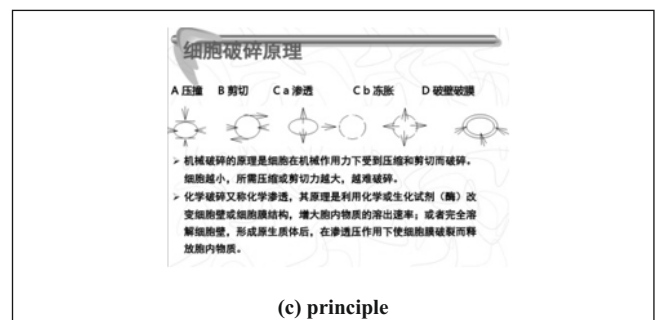 细胞破碎原理
A 压撞 B 剪切 C a 渗透 C b 冻胀 D 破壁破膜
➢ 机械破碎的原理是细胞在机械作用力下受到压缩和剪切而破碎。
细胞越小，所需压缩或剪切力越大，越难破碎。
➢ 化学破碎又称化学渗透，其原理是利用化学或生化试剂（酶）改
变细胞壁或细胞膜结构，增大胞内物质的溶出速率；或者完全溶
解细胞壁，形成原生质体后，在渗透压作用下使细胞膜破裂而释
放胞内物质。
(c) principle